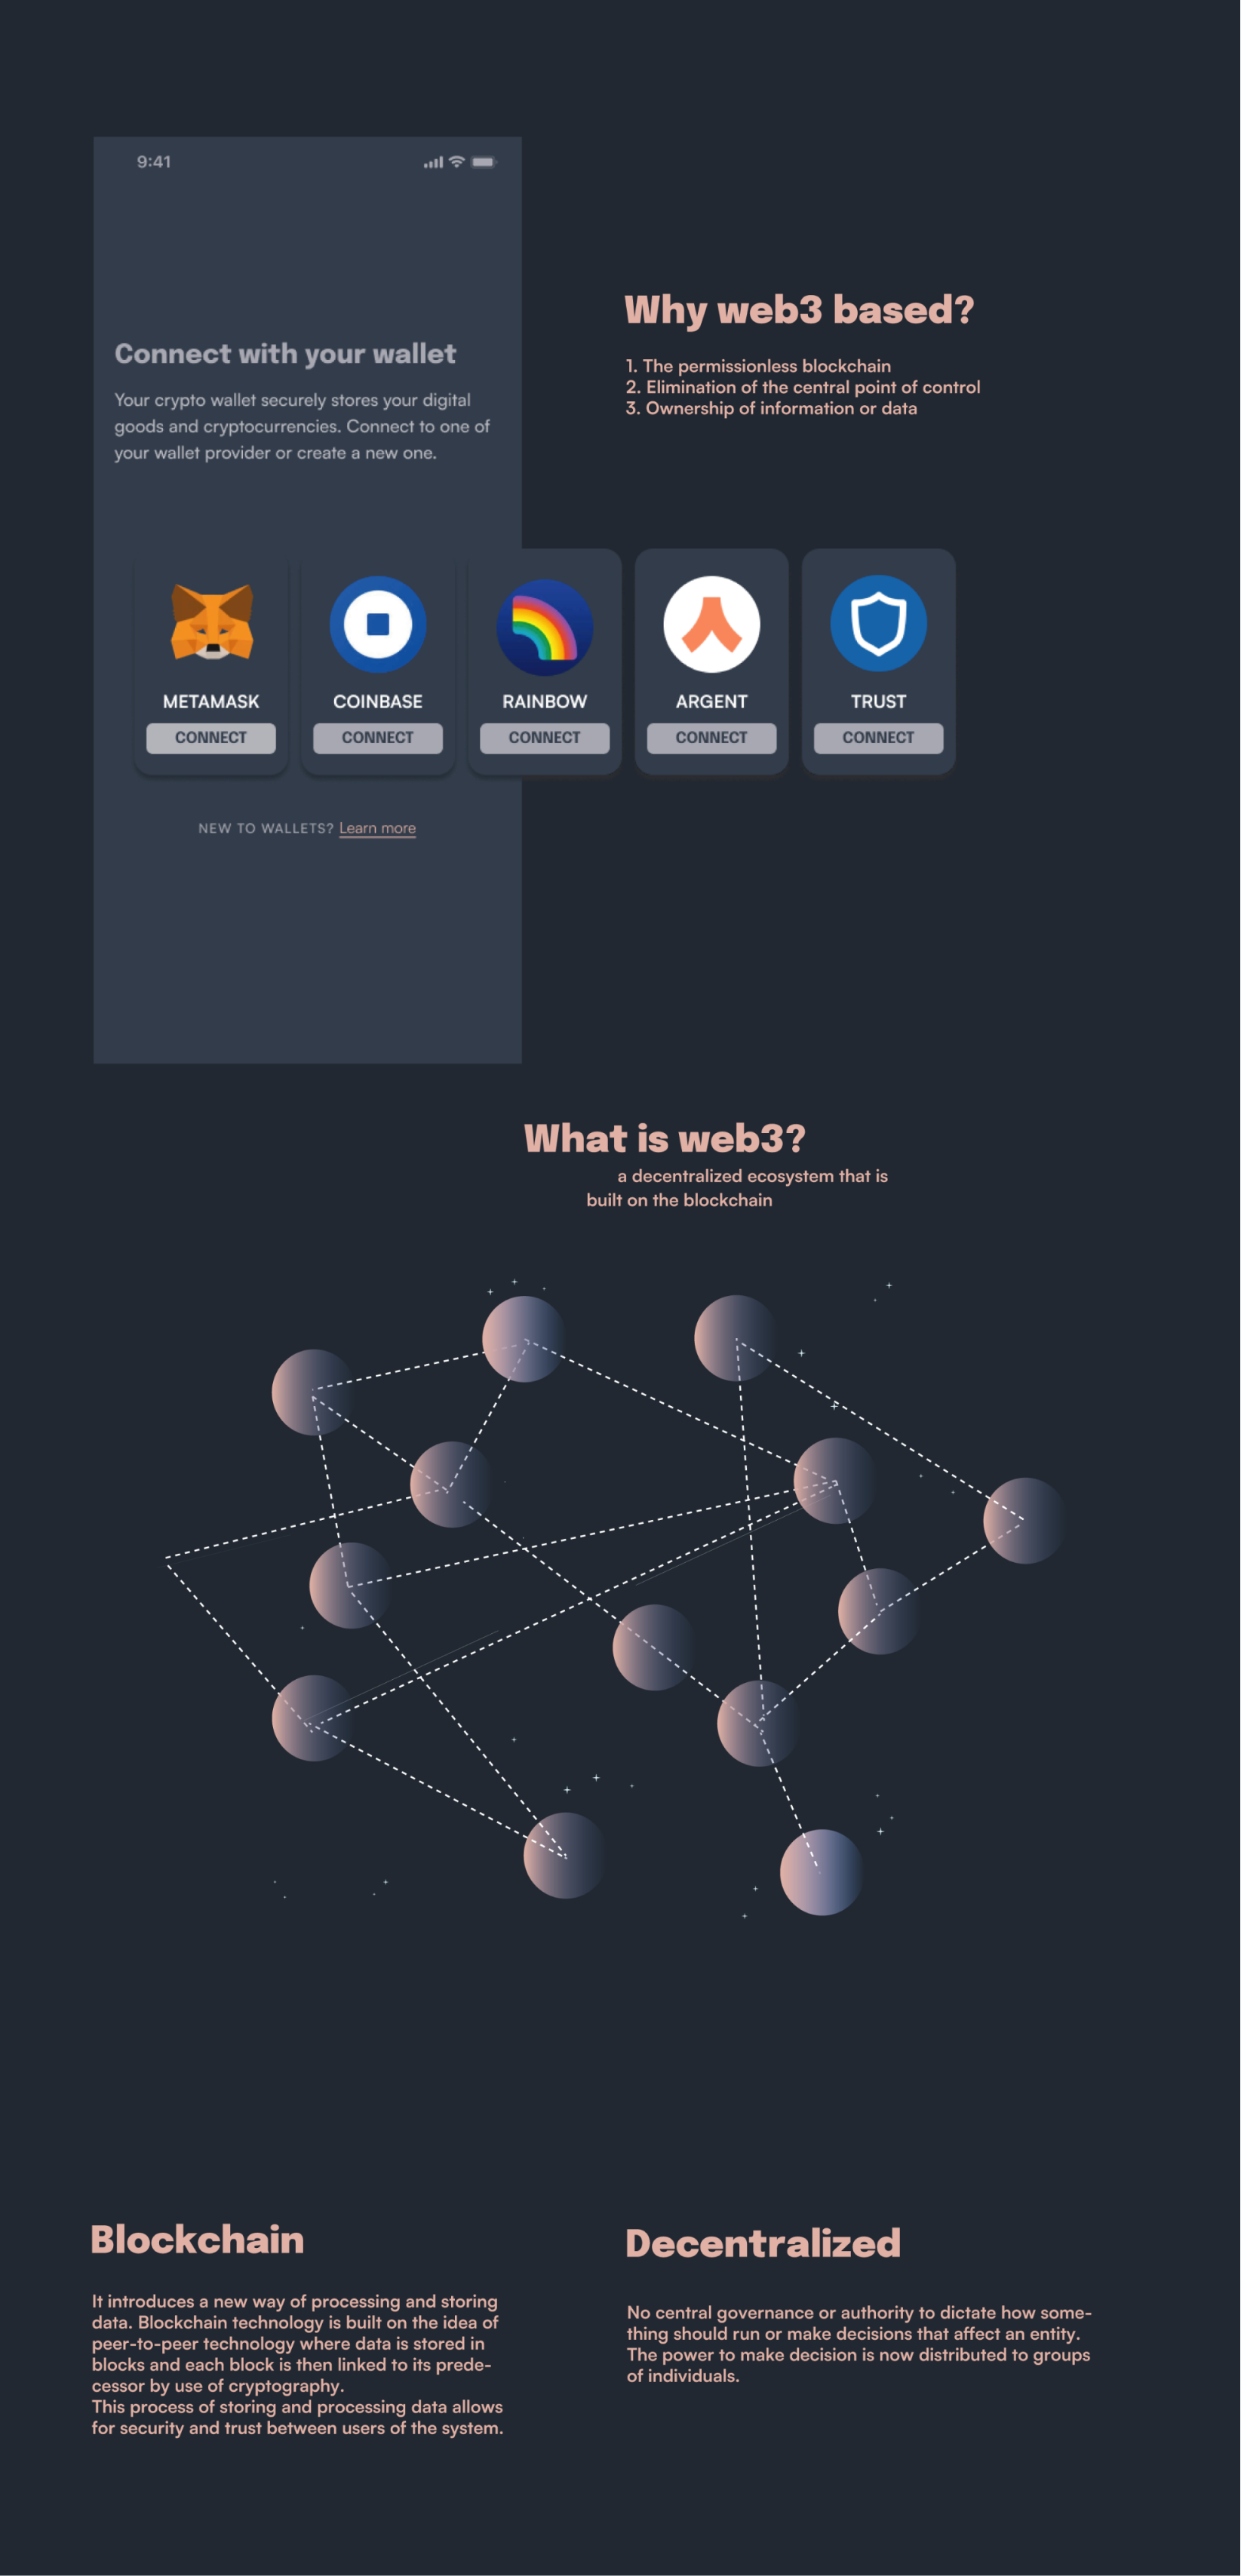 9:41
Connect with your wallet
Your crypto wallet securely stores your digital
goods and cryptocurrencies. Connect to one of
your wallet provider or create a new one.
Why web3 based?
1. The permissionless blockchain
2. Elimination of the central point of control
3. Ownership of information or data
METAMASK
CONNECT
COINBASE
CONNECT
RAINBOW
CONNECT
ARGENT
CONNECT
TRUST
CONNECT
NEW TO WALLETS? Learn more
What is web3?
a decentralized ecosystem that is
built on the blockchain
Blockchain
It introduces a new way of processing and storing
data. Blockchain technology is built on the idea of
peer-to-peer technology where data is stored in
blocks and each block is then linked to its prede-
cessor by use of cryptography.
This process of storing and processing data allows
for security and trust between users of the system.
Decentralized
No central governance or authority to dictate how some-
thing should run or make decisions that affect an entity.
The power to make decision is now distributed to groups
of individuals.